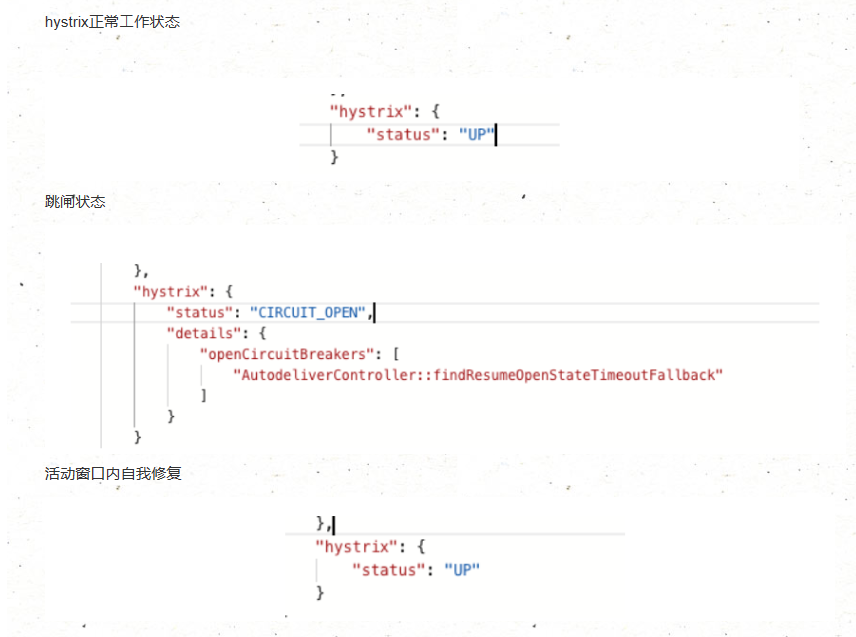 hystrix正常工作状态
"hystrix": {
"status": "UP"
}
跳闸状态
},
"hystrix": {
"status": "CIRCUIT_OPEN",
"details": {
"openCircuitBreakers": [
"AutodeliverController::findResumeOpenStateTimeoutFallback"
]
}
}
活动窗口内自我修复
},
"hystrix": {
"status": "UP"
}